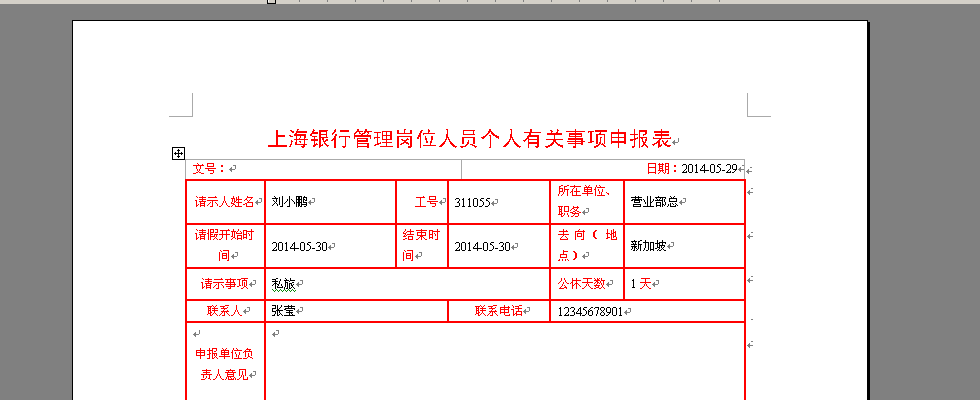 上海银行管理岗位人员个人有关事项申报表
文号： 日期：2014-05-29
请示人姓名 刘小鹏 工号 311055 所在单位、职务 营业部总
请假开始时间 2014-05-30 结束时间 2014-05-30 去向（地点） 新加坡
请示事项 私旅 公休天数 1 天
联系人 张莹 联系电话 12345678901
申报单位负
责人意见